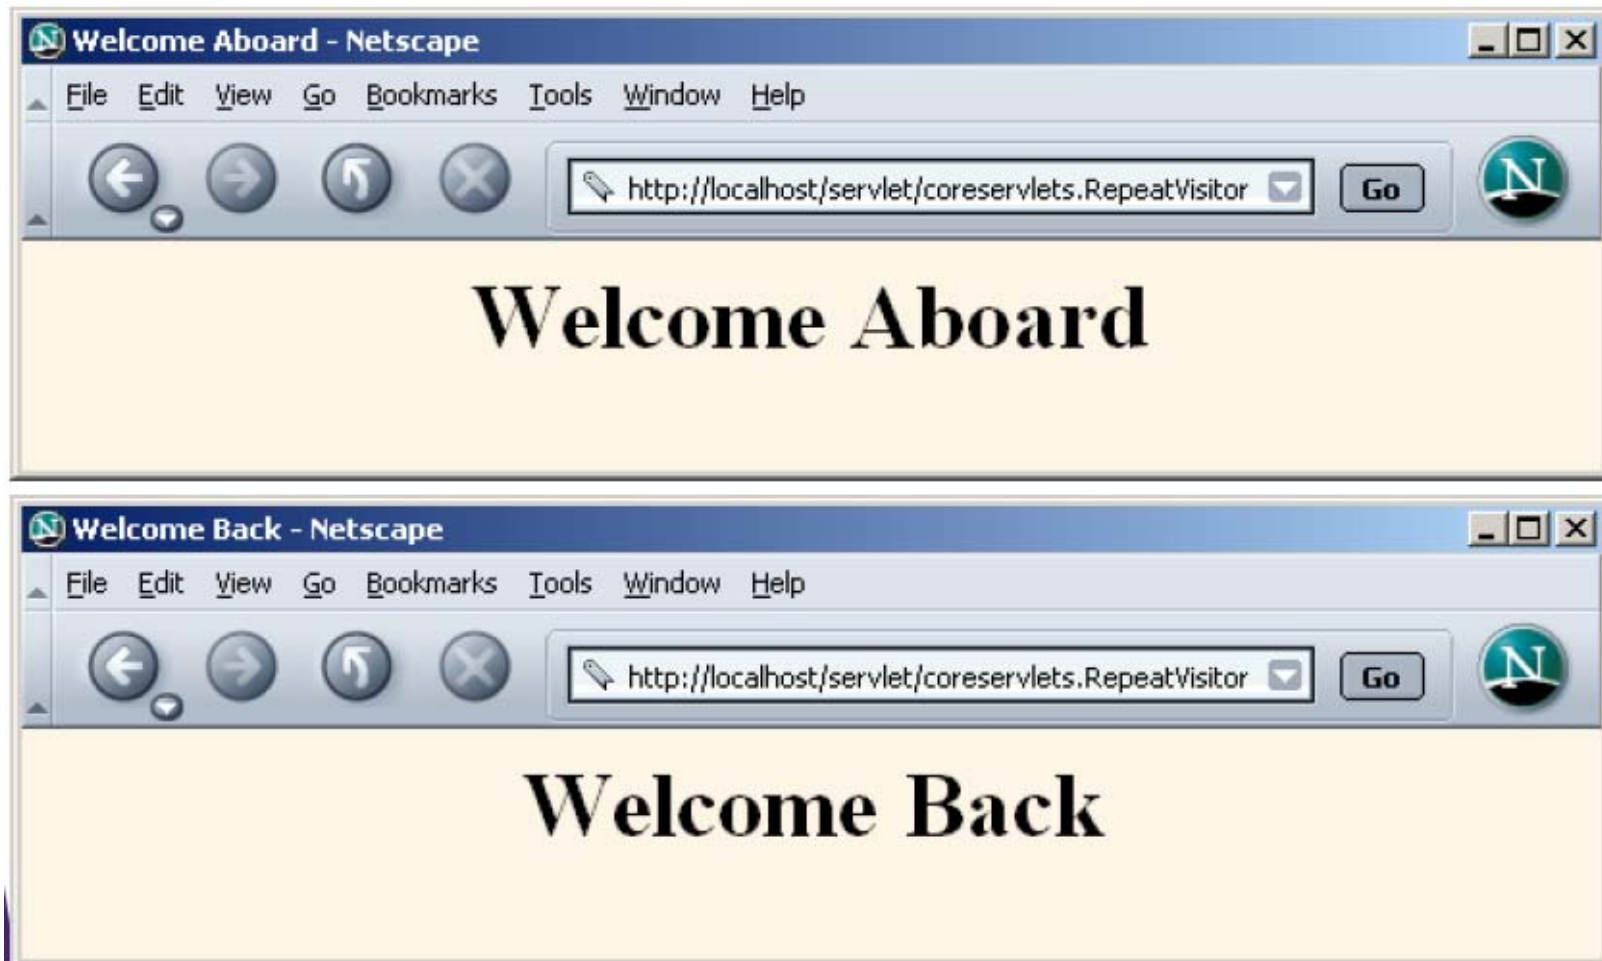 Welcome Aboard - Netscape
File Edit View Go Bookmarks Tools Window Help
http://localhost/servlet/coreservlets.RepeatVisitor Go N
Welcome Aboard
Welcome Back - Netscape
File Edit View Go Bookmarks Tools Window Help
http://localhost/servlet/coreservlets.RepeatVisitor Go N
Welcome Back